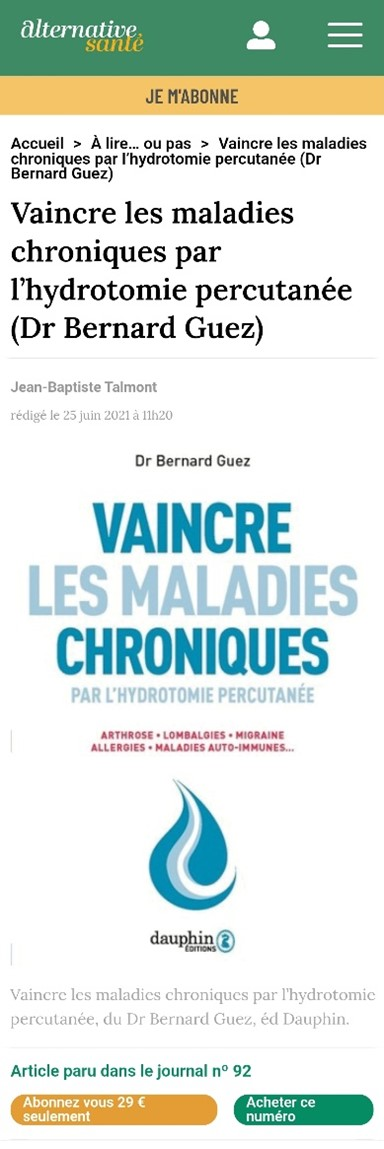 alternative
santé
JE M'ABONNE
Accueil > À lire... ou pas > Vaincre les maladies
chroniques par l'hydrotomie percutanée (Dr
Bernard Guez)
Vaincre les maladies
chroniques par
l'hydrotomie percutanée
(Dr Bernard Guez)
Jean-Baptiste Talmont
rédigé le 25 juin 2021 à 11h20
Dr Bernard Guez
VAINCRE
LES MALADIES
CHRONIQUES
PAR L'HYDROTOMIE PERCUTANÉE
ARTHROSE • LOMBALGIES • MIGRAINE
ALLERGIES • MALADIES AUTO-IMMUNES...
dauphin
ÉDITIONS
Vaincre les maladies chroniques par l'hydrotomie
percutanée, du Dr Bernard Guez, éd Dauphin.
Article paru dans le journal nº 92
Abonnez vous 29 €
seulement
Acheter ce
numéro